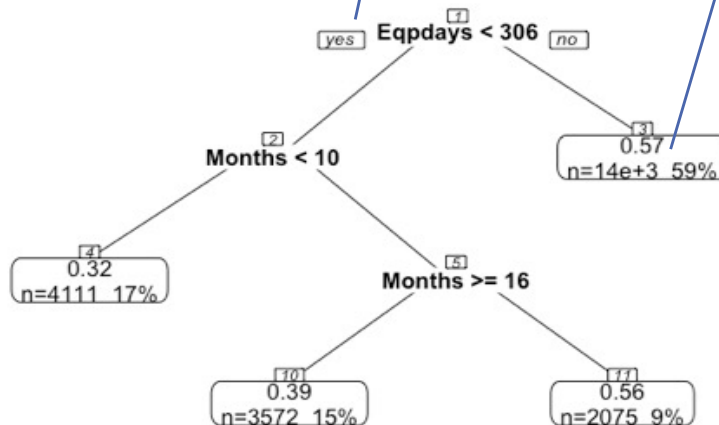 1
yes Eqpdays < 306 no
2
Months < 10
3
0.57
n=14e+3 59%
4
0.32
n=4111 17%
5
Months >= 16
10
0.39
n=3572 15%
11
0.56
n=2075 9%